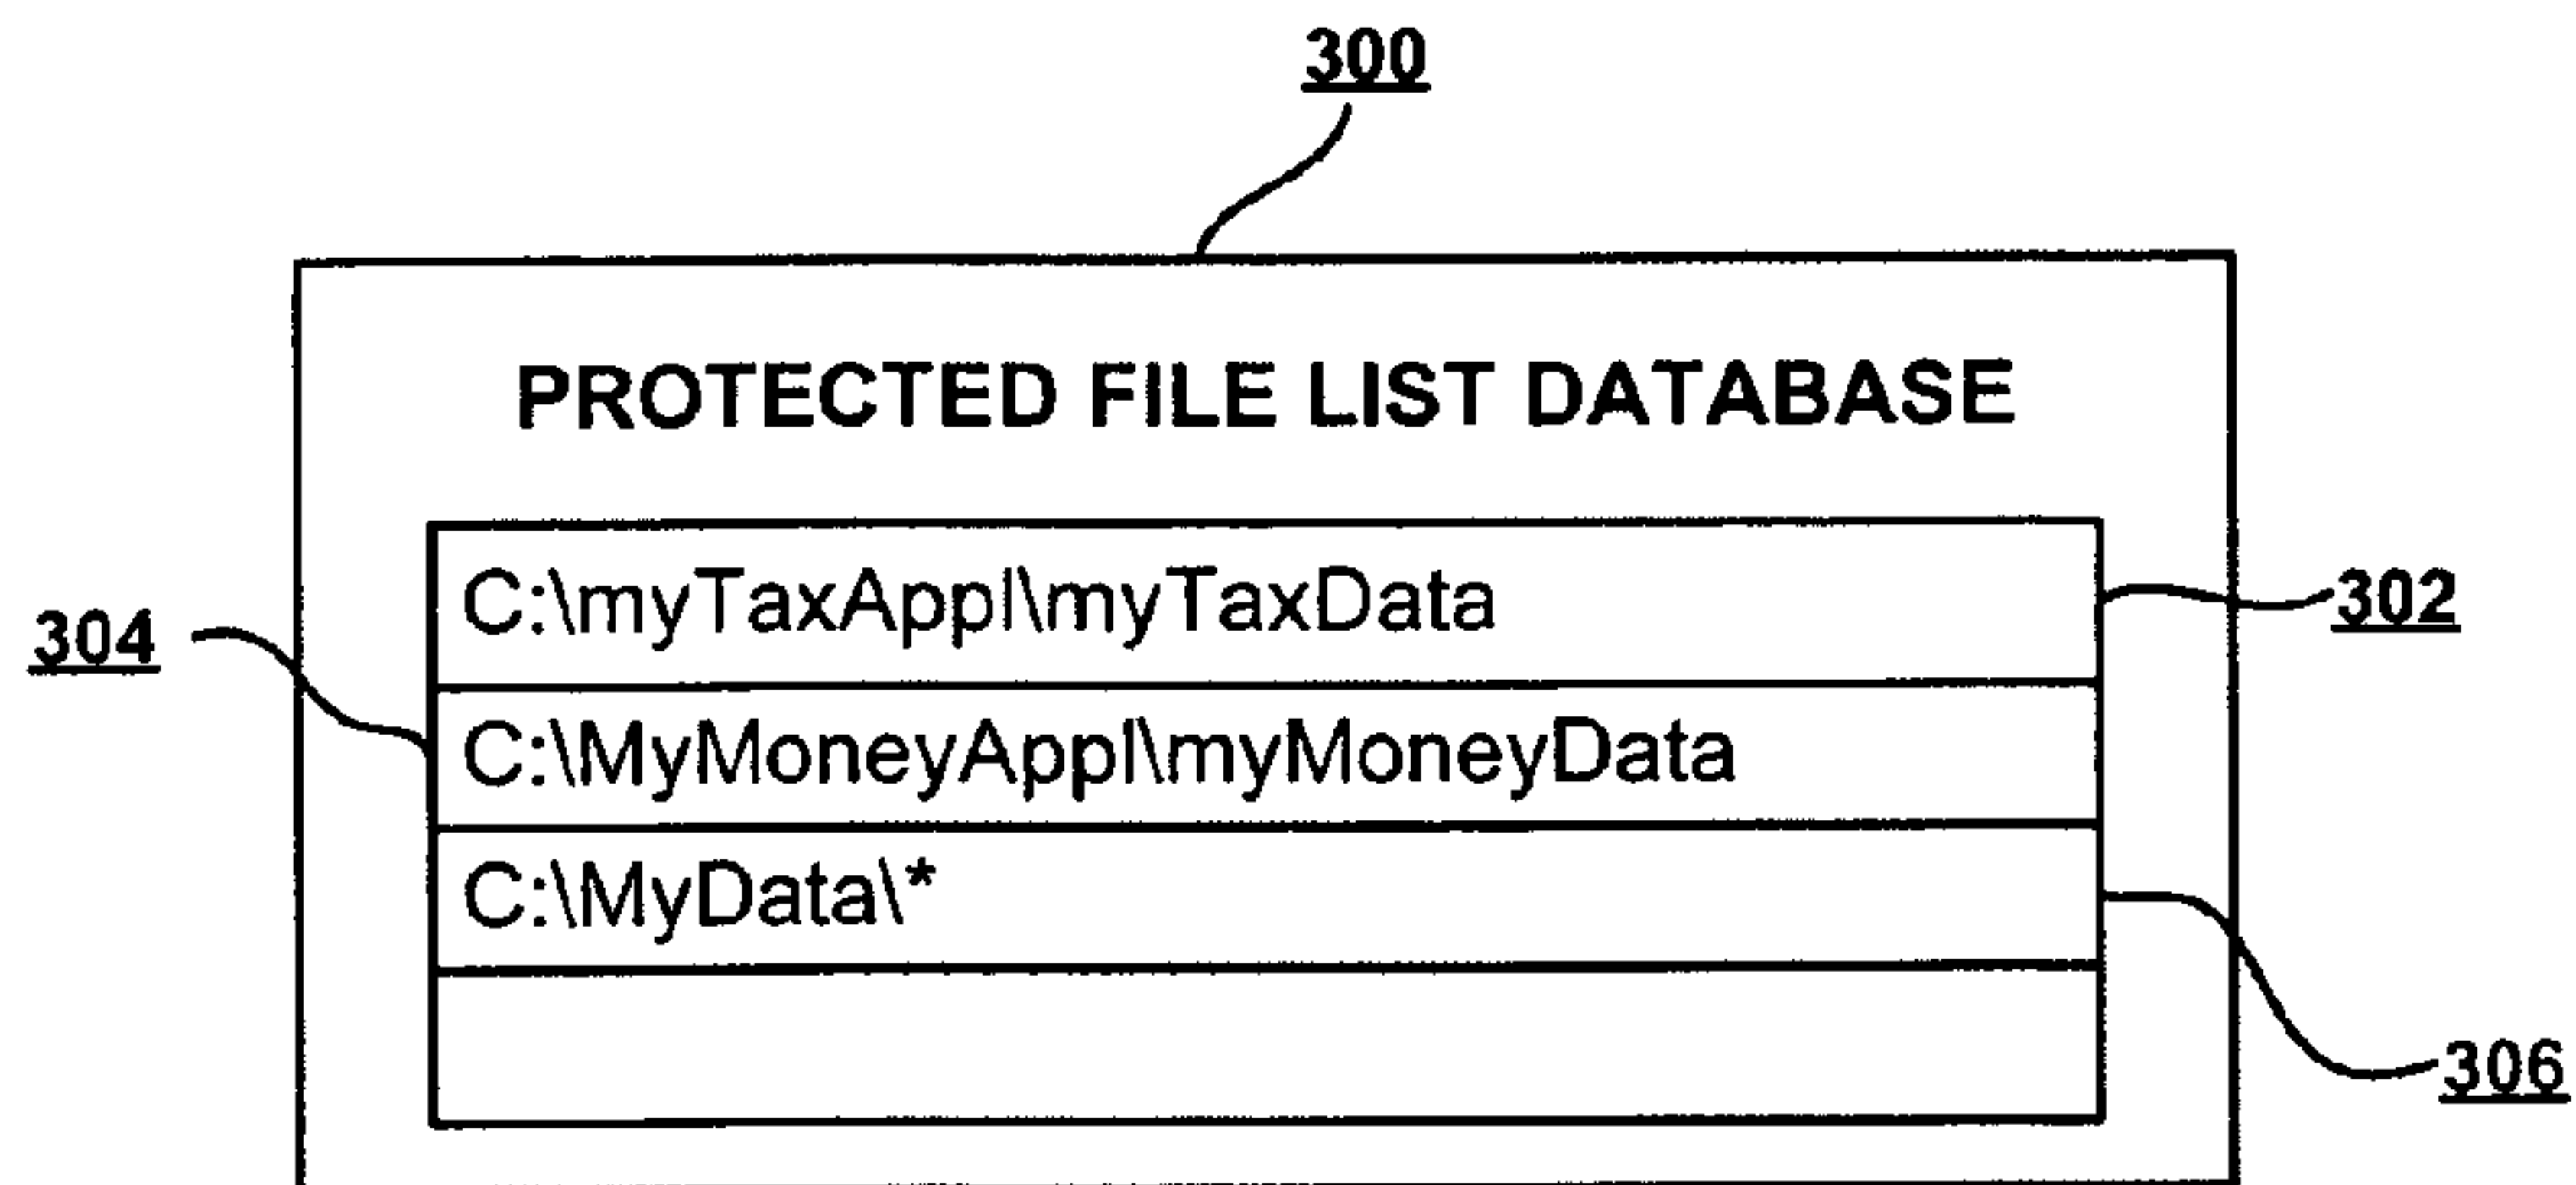 300
PROTECTED FILE LIST DATABASE
C:\myTaxAppl\myTaxData
302
304
C:\MyMoneyAppl\myMoneyData
C:\MyData\*
306